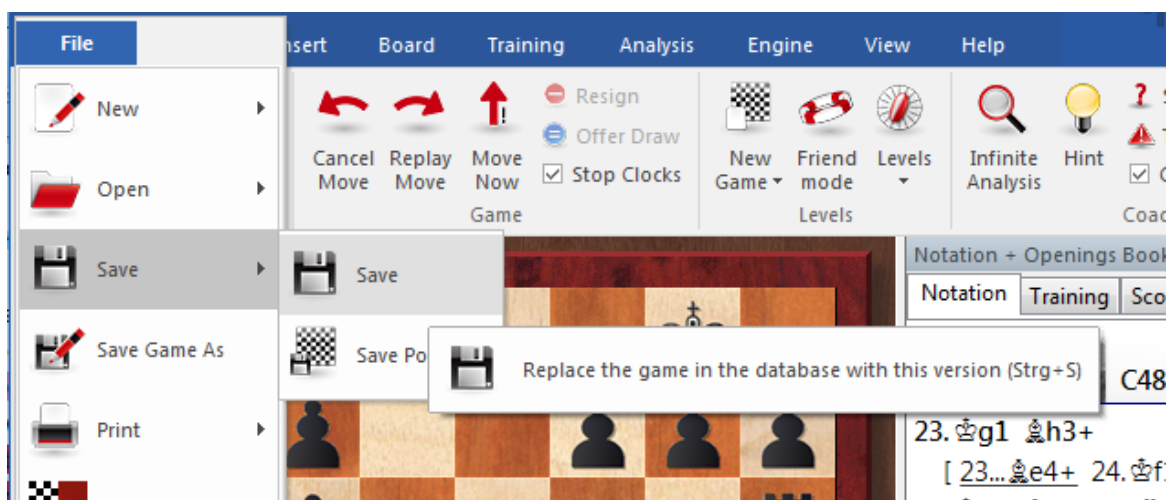 File
nsert Board Training Analysis Engine View Help
New
Open
Save
Save Game As
Print
Cancel Move
Replay Move
Move Now
Resign
Offer Draw
Stop Clocks
Game
New Game
Friend mode
Levels
Levels
Infinite Analysis
Hint
Coac
Save
Save Po
Replace the game in the database with this version (Strg+S)
Notation + Openings Book
Notation Training Sco
C48
23. ♔g1 ♗h3+
[ 23...♗e4+ 24. ♔f